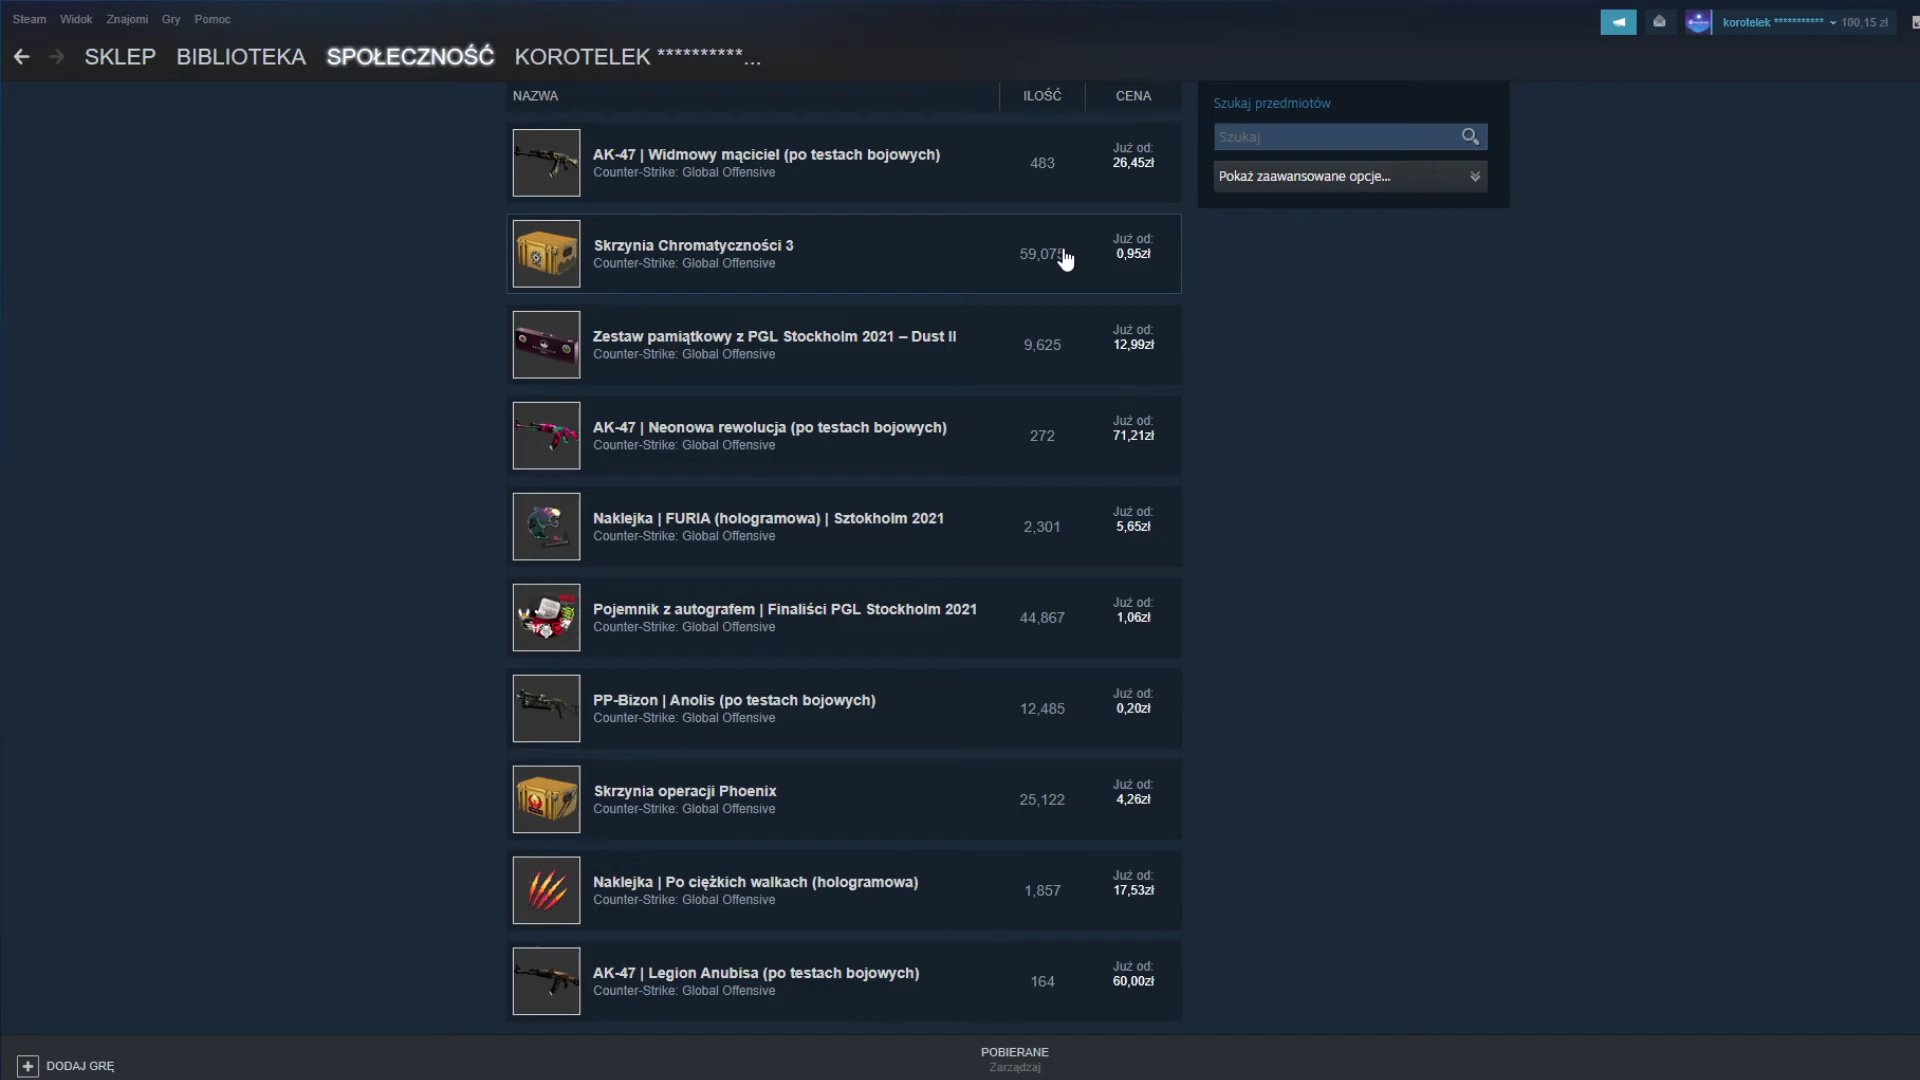 Steam Widok Znajomi Gry Pomoc
korotelek *********** 100,15 zł
SKLEP BIBLIOTEKA SPOŁECZNOŚĆ KOROTELEK **********...
NAZWA ILOŚĆ CENA
Szukaj przedmiotów
Szukaj
Pokaż zaawansowane opcje...
AK-47 | Widmowy mąciciel (po testach bojowych)
Counter-Strike: Global Offensive
483
Już od:
26,45zł
Skrzynia Chromatyczności 3
Counter-Strike: Global Offensive
59,075
Już od:
0,95zł
Zestaw pamiątkowy z PGL Stockholm 2021 – Dust II
Counter-Strike: Global Offensive
9,625
Już od:
12,99zł
AK-47 | Neonowa rewolucja (po testach bojowych)
Counter-Strike: Global Offensive
272
Już od:
71,21zł
Naklejka | FURIA (hologramowa) | Sztokholm 2021
Counter-Strike: Global Offensive
2,301
Już od:
5,65zł
Pojemnik z autografem | Finaliści PGL Stockholm 2021
Counter-Strike: Global Offensive
44,867
Już od:
1,06zł
PP-Bizon | Anolis (po testach bojowych)
Counter-Strike: Global Offensive
12,485
Już od:
0,20zł
Skrzynia operacji Phoenix
Counter-Strike: Global Offensive
25,122
Już od:
4,26zł
Naklejka | Po ciężkich walkach (hologramowa)
Counter-Strike: Global Offensive
1,857
Już od:
17,53zł
AK-47 | Legion Anubisa (po testach bojowych)
Counter-Strike: Global Offensive
164
Już od:
60,00zł
DODAJ GRĘ
POBIERANE
Zarządzaj